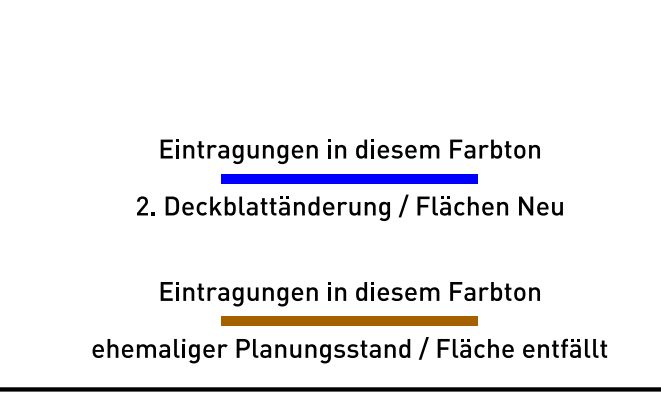 Eintragungen in diesem Farbton
2. Deckblattänderung / Flächen Neu
Eintragungen in diesem Farbton
ehemaliger Planungsstand / Fläche entfällt